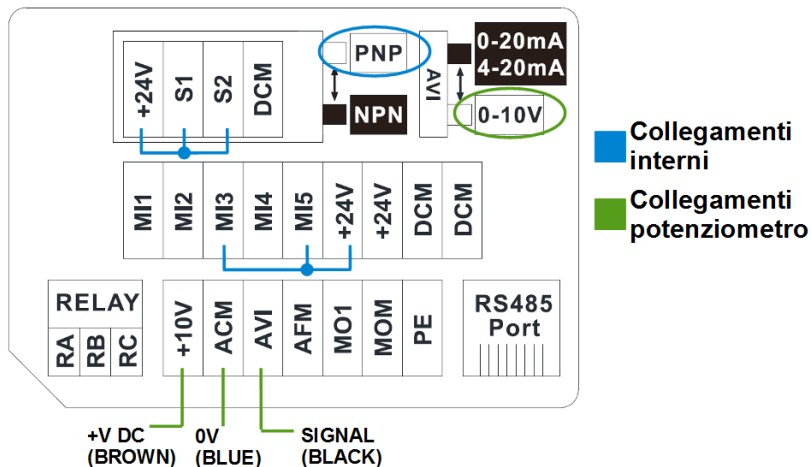 +24V S1 S2 DCM
PNP
NPN
AVI
0-20mA
4-20mA
0-10V
Collegamenti
interni
Collegamenti
potenziometro
MI1 MI2 MI3 MI4 MI5 +24V +24V DCM DCM
RELAY
RA RB RC
+10V ACM AVI AFM MO1 MOM PE
RS485
Port
+V DC
(BROWN)
0V
(BLUE)
SIGNAL
(BLACK)